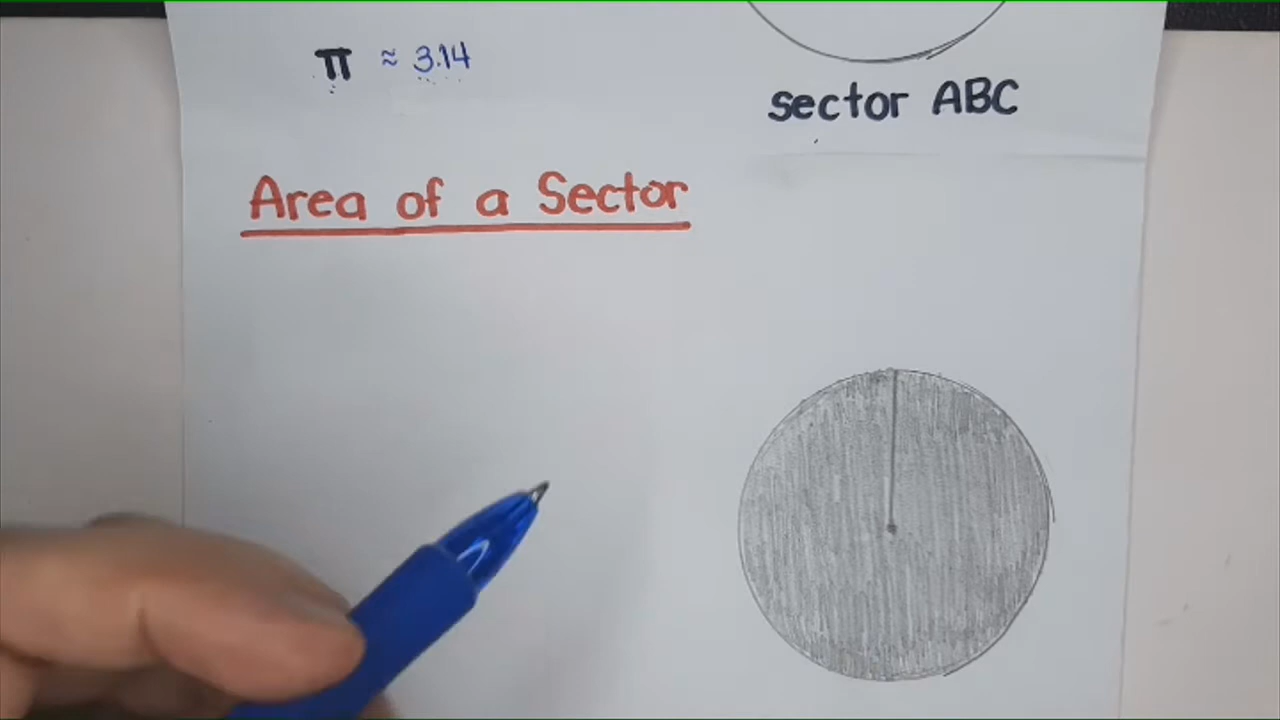 π ≈ 3.14
sector ABC
Area of a Sector